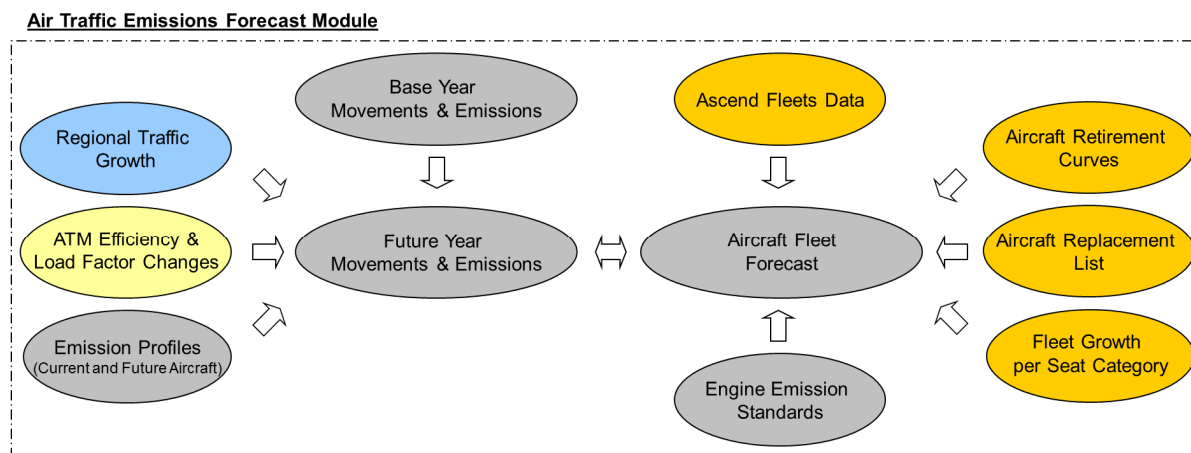 Air Traffic Emissions Forecast Module
Base Year
Movements & Emissions
Ascend Fleets Data
Regional Traffic
Growth
Aircraft Retirement
Curves
ATM Efficiency &
Load Factor Changes
Future Year
Movements & Emissions
Aircraft Fleet
Forecast
Aircraft Replacement
List
Emission Profiles
(Current and Future Aircraft)
Engine Emission
Standards
Fleet Growth
per Seat Category